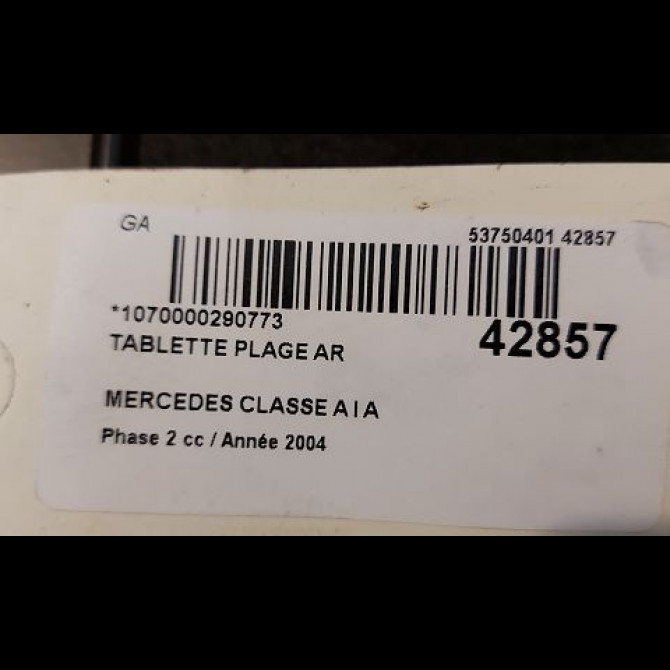 GA
53750401 42857
*1070000290773
42857
TABLETTE PLAGE AR
MERCEDES CLASSE A I A
Phase 2 cc / Année 2004